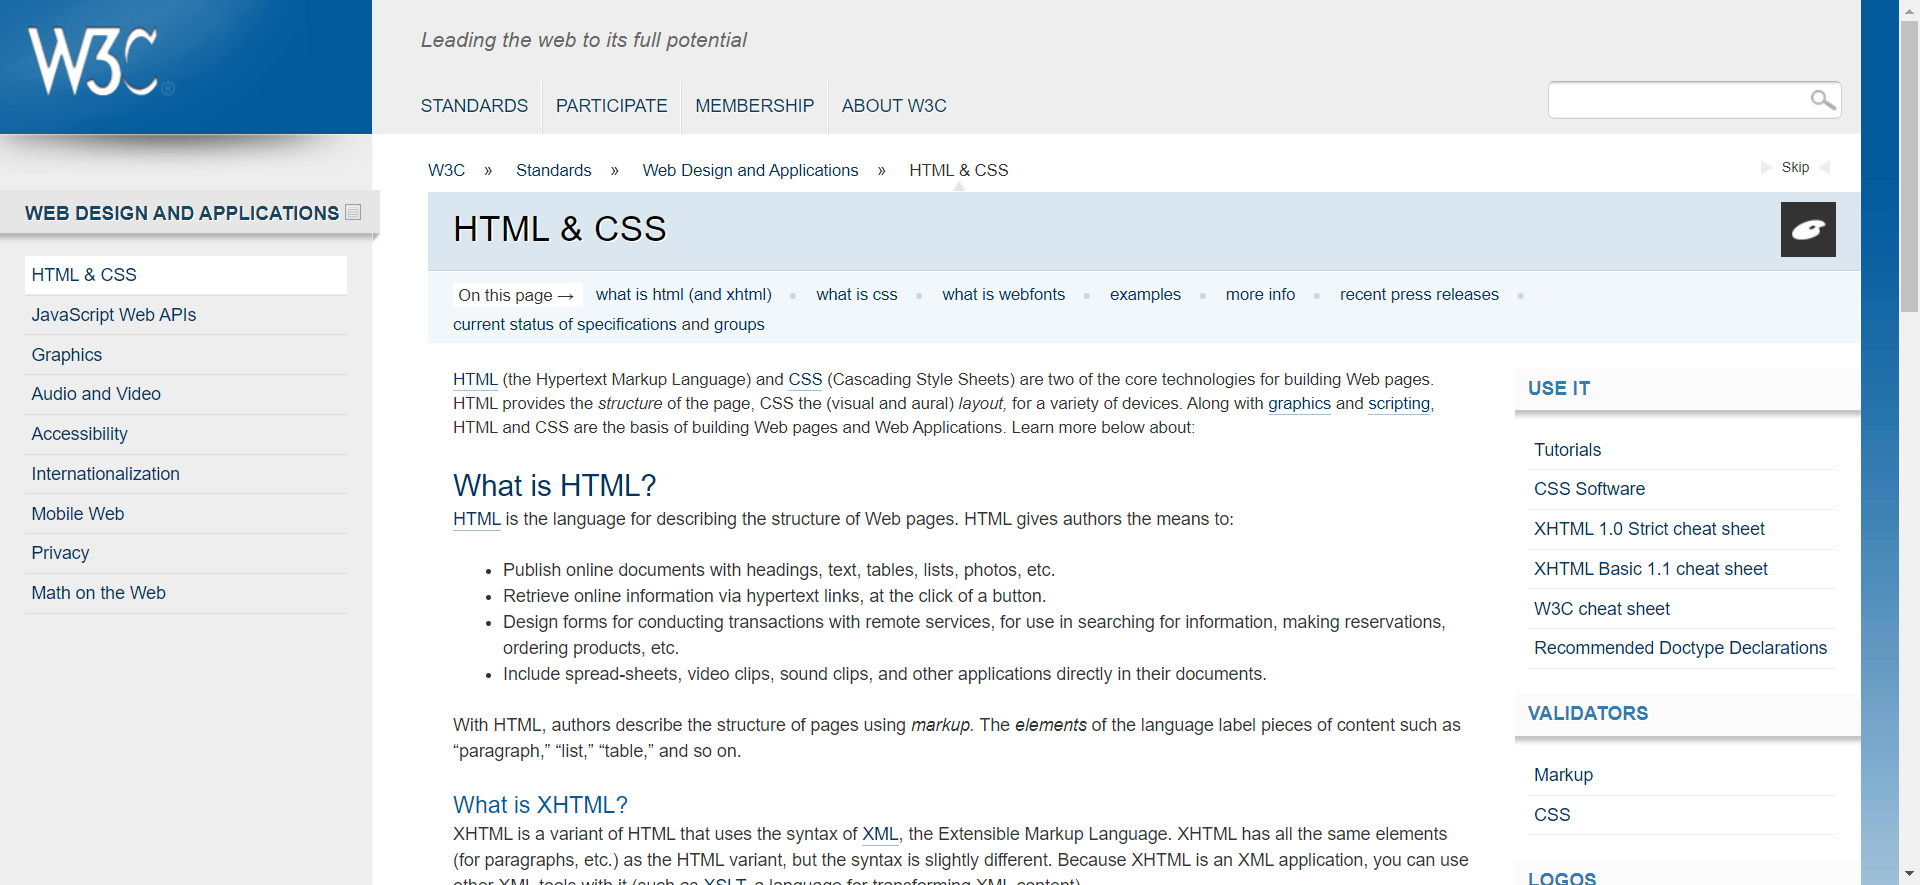 W3C®
Leading the web to its full potential
STANDARDS
PARTICIPATE
MEMBERSHIP
ABOUT W3C
W3C » Standards » Web Design and Applications » HTML & CSS
Skip
WEB DESIGN AND APPLICATIONS
HTML & CSS
JavaScript Web APIs
Graphics
Audio and Video
Accessibility
Internationalization
Mobile Web
Privacy
Math on the Web
HTML & CSS
On this page → what is html (and xhtml) • what is css • what is webfonts • examples • more info • recent press releases •
current status of specifications and groups
HTML (the Hypertext Markup Language) and CSS (Cascading Style Sheets) are two of the core technologies for building Web pages.
HTML provides the structure of the page, CSS the (visual and aural) layout, for a variety of devices. Along with graphics and scripting,
HTML and CSS are the basis of building Web pages and Web Applications. Learn more below about:
What is HTML?
HTML is the language for describing the structure of Web pages. HTML gives authors the means to:
• Publish online documents with headings, text, tables, lists, photos, etc.
• Retrieve online information via hypertext links, at the click of a button.
• Design forms for conducting transactions with remote services, for use in searching for information, making reservations,
ordering products, etc.
• Include spread-sheets, video clips, sound clips, and other applications directly in their documents.
With HTML, authors describe the structure of pages using markup. The elements of the language label pieces of content such as
“paragraph,” “list,” “table,” and so on.
What is XHTML?
XHTML is a variant of HTML that uses the syntax of XML, the Extensible Markup Language. XHTML has all the same elements
(for paragraphs, etc.) as the HTML variant, but the syntax is slightly different. Because XHTML is an XML application, you can use
other XML tools with it (such as XSLT, a language for transforming XML content).
USE IT
Tutorials
CSS Software
XHTML 1.0 Strict cheat sheet
XHTML Basic 1.1 cheat sheet
W3C cheat sheet
Recommended Doctype Declarations
VALIDATORS
Markup
CSS
LOGOS